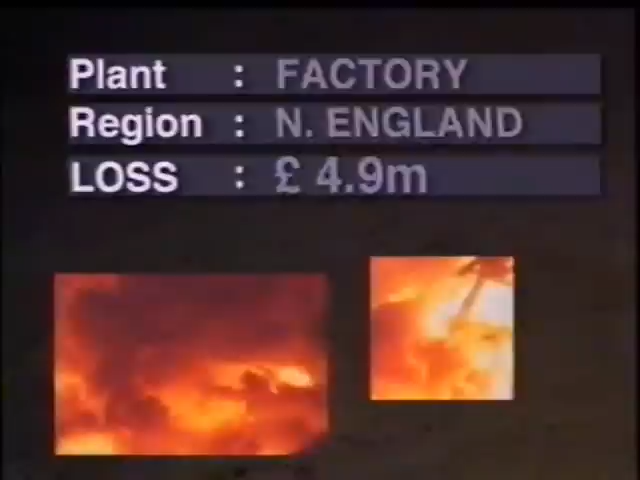 Plant : FACTORY
Region : N. ENGLAND
LOSS : £ 4.9m